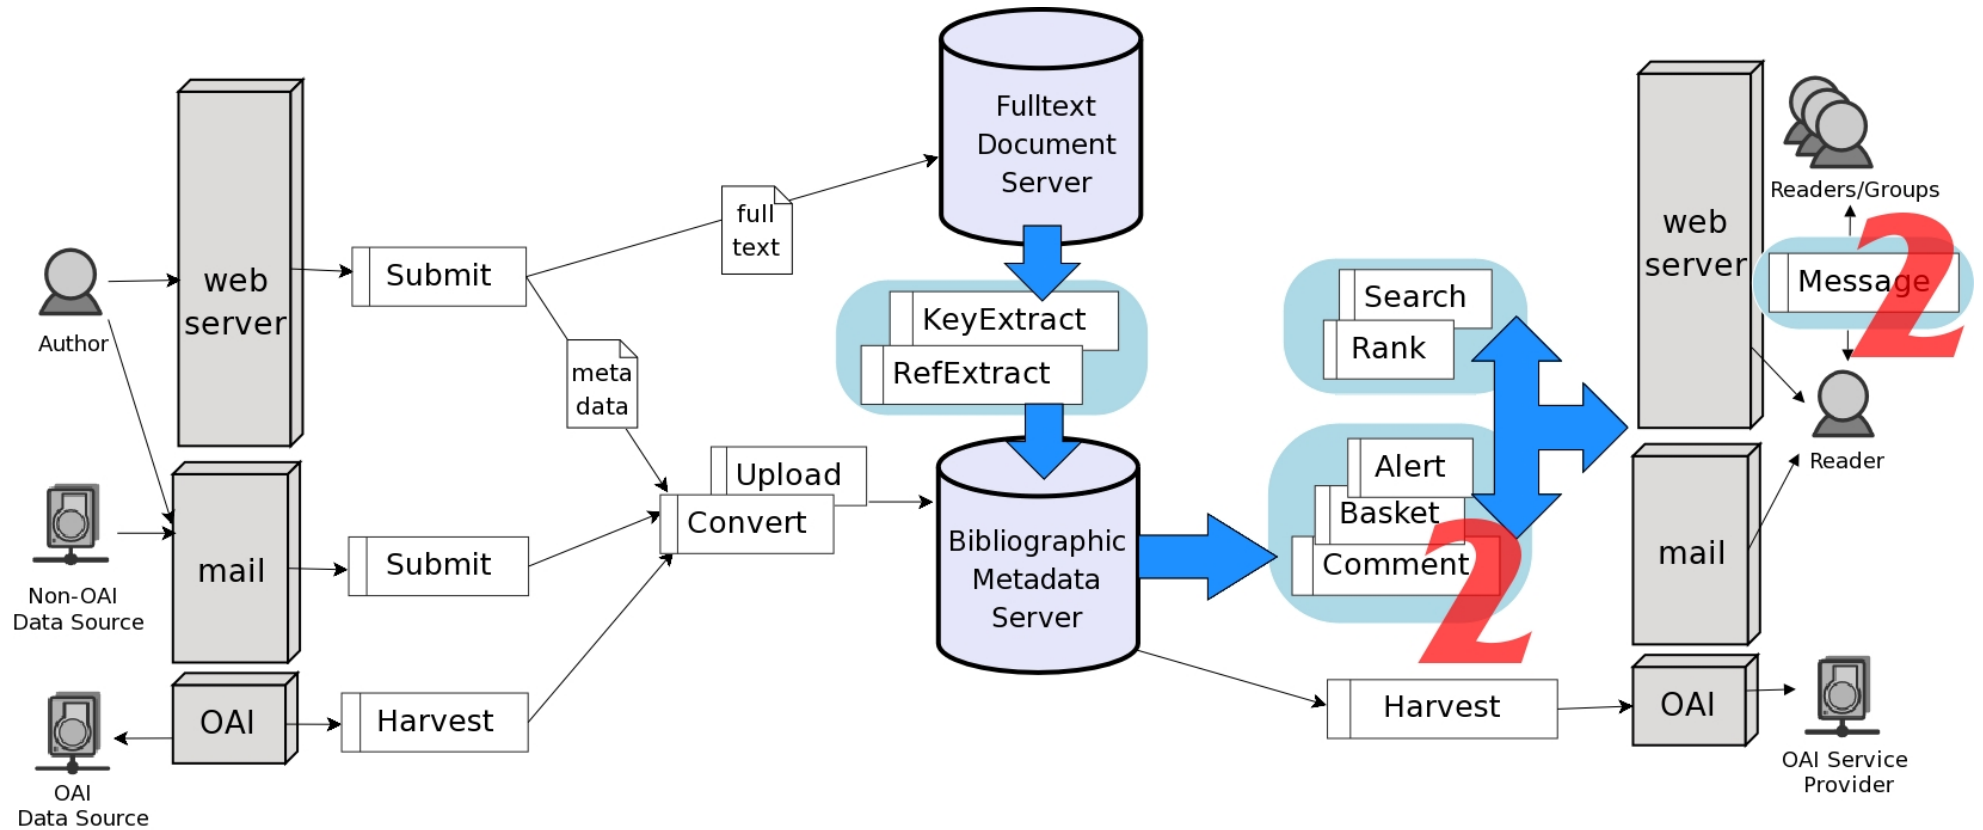 Author
Non-OAI
Data Source
OAI
Data Source
web
server
mail
OAI
Submit
Submit
Harvest
full
text
meta
data
Upload
Convert
Fulltext
Document
Server
KeyExtract
RefExtract
Bibliographic
Metadata
Server
Search
Rank
Alert
Basket
Comment
2
Harvest
web
server
mail
OAI
Readers/Groups
Message
2
Reader
OAI Service
Provider